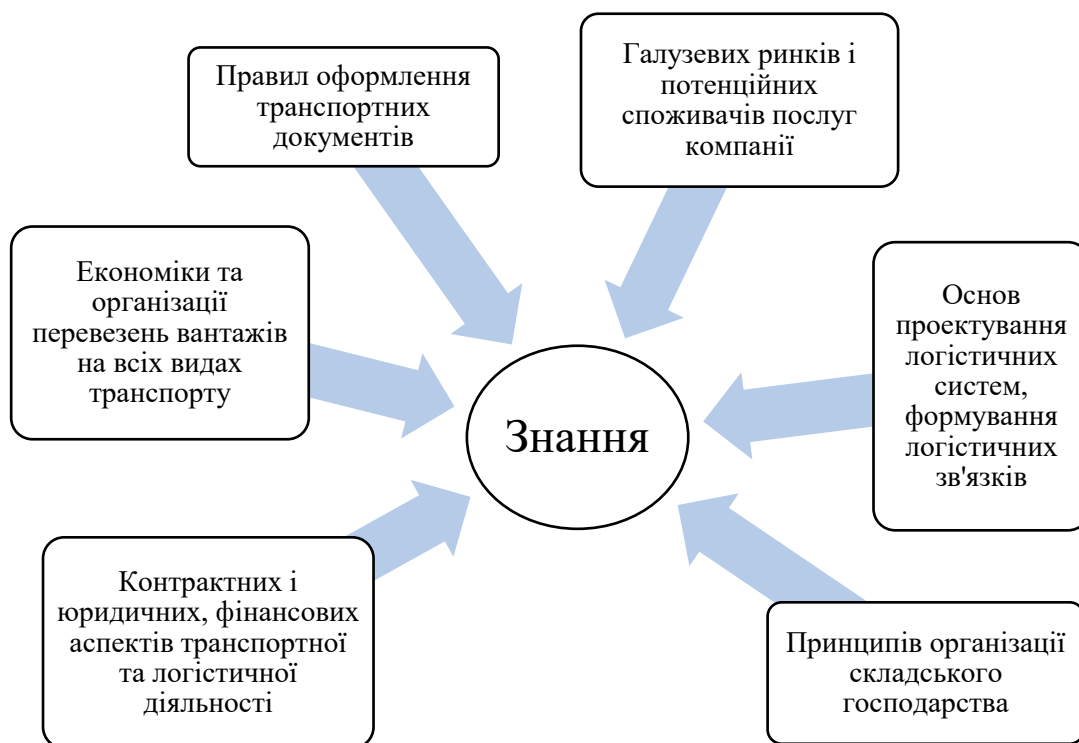 Правил оформлення
транспортних
документів
Галузевих ринків і
потенційних
споживачів послуг
компанії
Економіки та
організації
перевезень вантажів
на всіх видах
транспорту
Основ
проектування
логістичних
систем,
формування
логістичних
зв'язків
Знання
Контрактних і
юридичних, фінансових
аспектів транспортної
та логістичної
діяльності
Принципів організації
складського
господарства